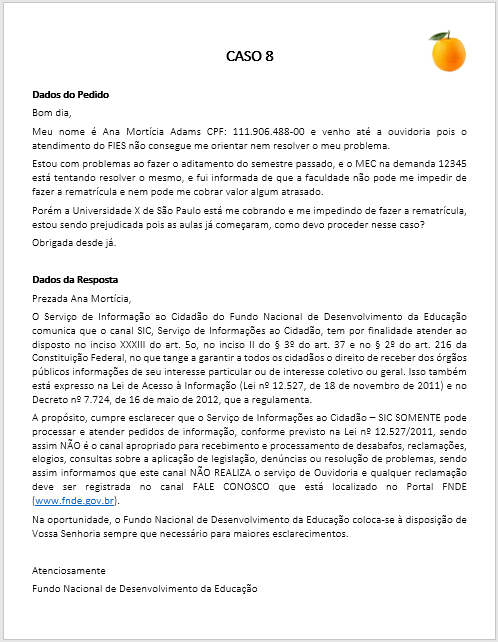 CASO 8
Dados do Pedido
Bom dia,
Meu nome é Ana Mortícia Adams CPF: 111.906.488-00 e venho até a ouvidoria pois o
atendimento do FIES não consegue me orientar nem resolver o meu problema.
Estou com problemas ao fazer o aditamento do semestre passado, e o MEC na demanda 12345
está tentando resolver o mesmo, e fui informada de que a faculdade não pode me impedir de
fazer a rematrícula e nem pode me cobrar valor algum atrasado.
Porém a Universidade X de São Paulo está me cobrando e me impedindo de fazer a rematrícula,
estou sendo prejudicada pois as aulas já começaram, como devo proceder nesse caso?
Obrigada desde já.
Dados da Resposta
Prezada Ana Mortícia,
O Serviço de Informação ao Cidadão do Fundo Nacional de Desenvolvimento da Educação
comunica que o canal SIC, Serviço de Informações ao Cidadão, tem por finalidade atender ao
disposto no inciso XXXIII do art. 5o, no inciso II do § 3º do art. 37 e no § 2º do art. 216 da
Constituição Federal, no que tange a garantir a todos os cidadãos o direito de receber dos órgãos
públicos informações de seu interesse particular ou de interesse coletivo ou geral. Isso também
está expresso na Lei de Acesso à Informação (Lei nº 12.527, de 18 de novembro de 2011) e no
Decreto nº 7.724, de 16 de maio de 2012, que a regulamenta.
A propósito, cumpre esclarecer que o Serviço de Informações ao Cidadão – SIC SOMENTE pode
processar e atender pedidos de informação, conforme previsto na Lei nº 12.527/2011, sendo
assim NÃO é o canal apropriado para recebimento e processamento de desabafos, reclamações,
elogios, consultas sobre a aplicação de legislação, denúncias ou resolução de problemas, sendo
assim informamos que este canal NÃO REALIZA o serviço de Ouvidoria e qualquer reclamação
deve ser registrada no canal FALE CONOSCO que está localizado no Portal FNDE
(www.fnde.gov.br).
Na oportunidade, o Fundo Nacional de Desenvolvimento da Educação coloca-se à disposição de
Vossa Senhoria sempre que necessário para maiores esclarecimentos.
Atenciosamente
Fundo Nacional de Desenvolvimento da Educação